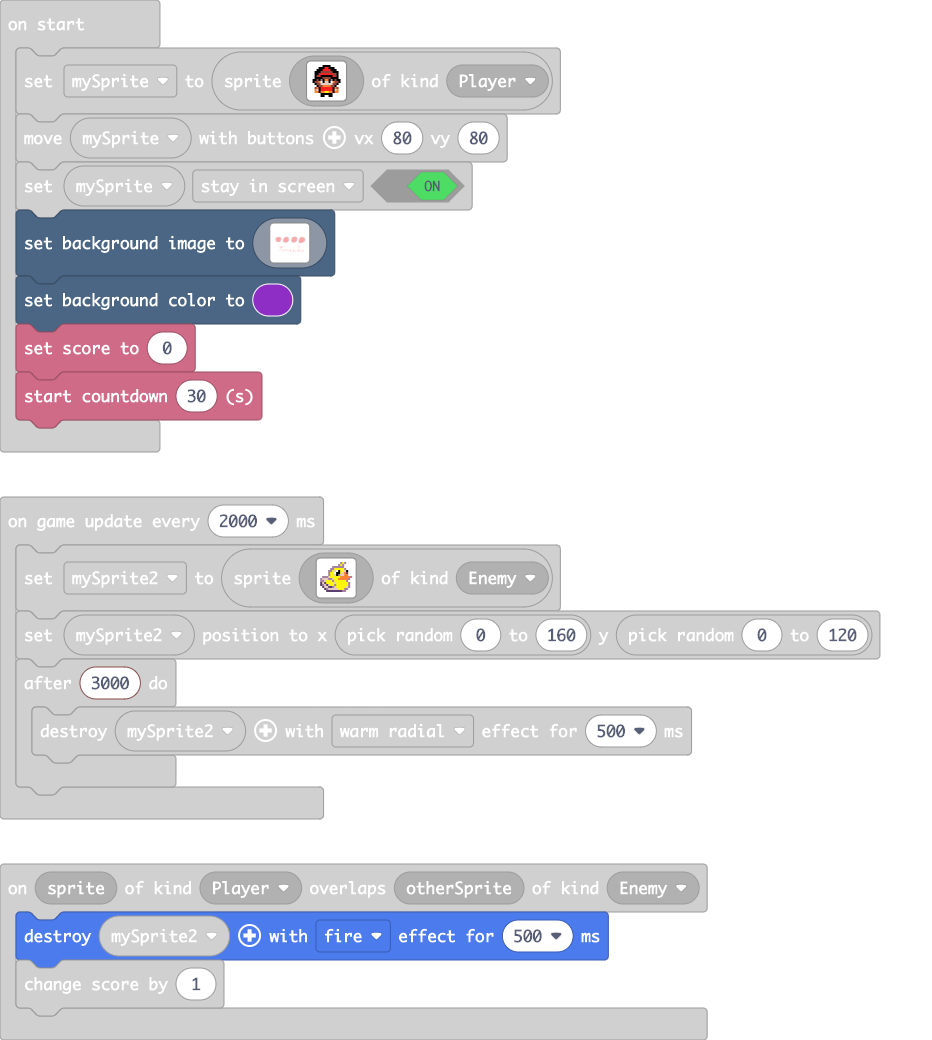 on start
set mySprite to sprite of kind Player
move mySprite with buttons vx 80 vy 80
set mySprite stay in screen ON
set background image to
set background color to
set score to 0
start countdown 30 (s)
on game update every 2000 ms
set mySprite2 to sprite of kind Enemy
set mySprite2 position to x pick random 0 to 160 y pick random 0 to 120
after 3000 do
destroy mySprite2 with warm radial effect for 500 ms
on sprite of kind Player overlaps otherSprite of kind Enemy
destroy mySprite2 with fire effect for 500 ms
change score by 1